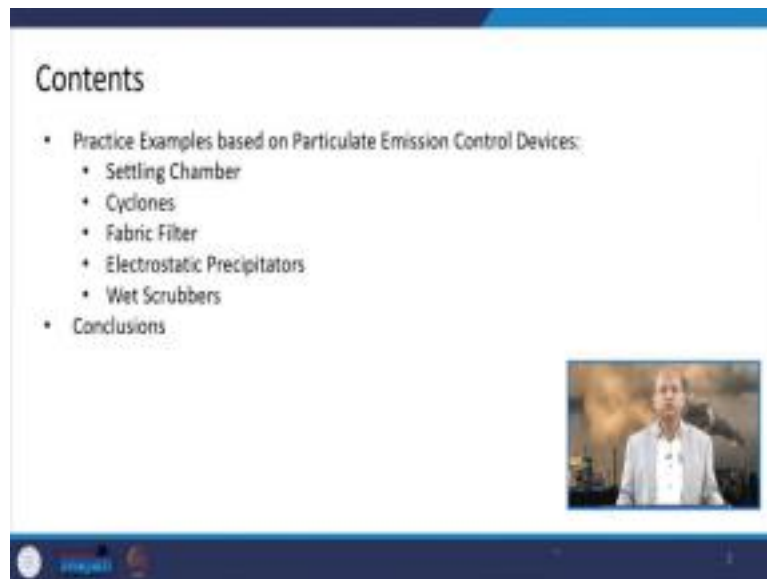 Contents
• Practice Examples based on Particulate Emission Control Devices:
• Settling Chamber
• Cyclones
• Fabric Filter
• Electrostatic Precipitators
• Wet Scrubbers
• Conclusions